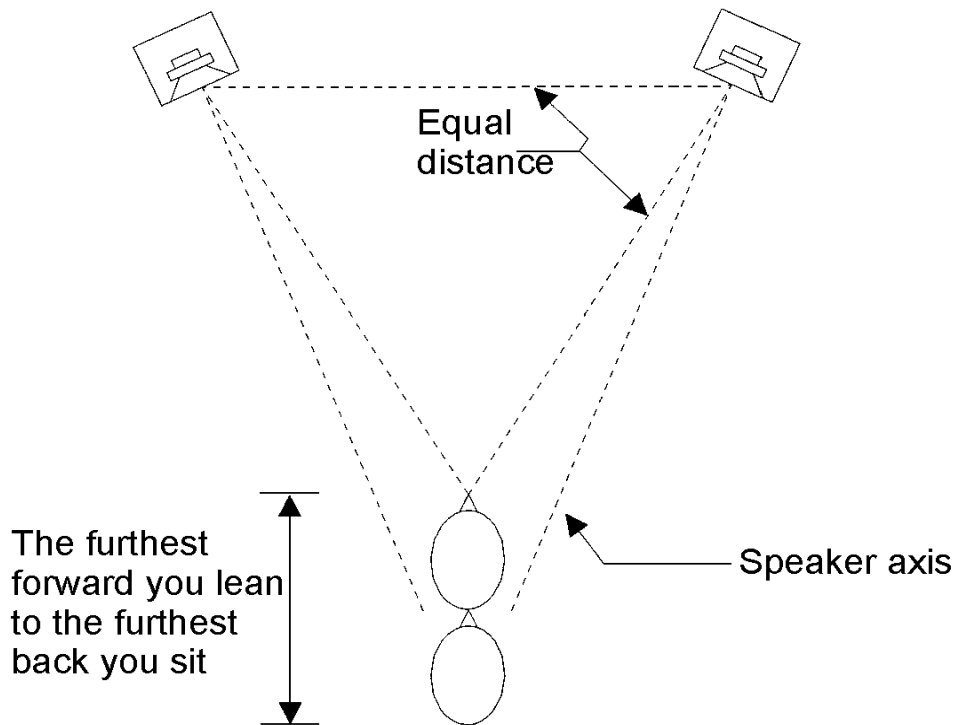 Equal
distance
The furthest
forward you lean
to the furthest
back you sit
Speaker axis